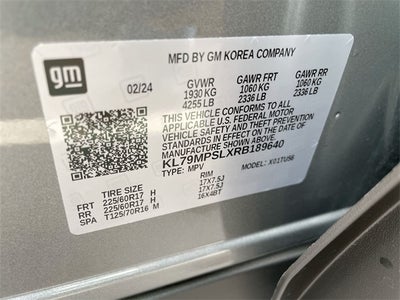 gm
MFD BY GM KOREA COMPANY
02/24 GVWR GAWR FRT GAWR RR
1930 KG 1060 KG 1060 KG
4255 LB 2336 LB 2336 LB
THIS VEHICLE CONFORMS TO ALL
APPLICABLE U.S. FEDERAL MOTOR
VEHICLE SAFETY STANDARDS IN
EFFECT ON THE DATE OF
MANUFACTURE SHOWN ABOVE.
KL79MPSLXRB189640
TYPE: MPV MODEL: X01TU56
TIRE SIZE RIM
FRT 225/60R17 H 17X7.5J
RR 225/60R17 H 17X7.5J
SPA T125/70R16 M 16X4BT